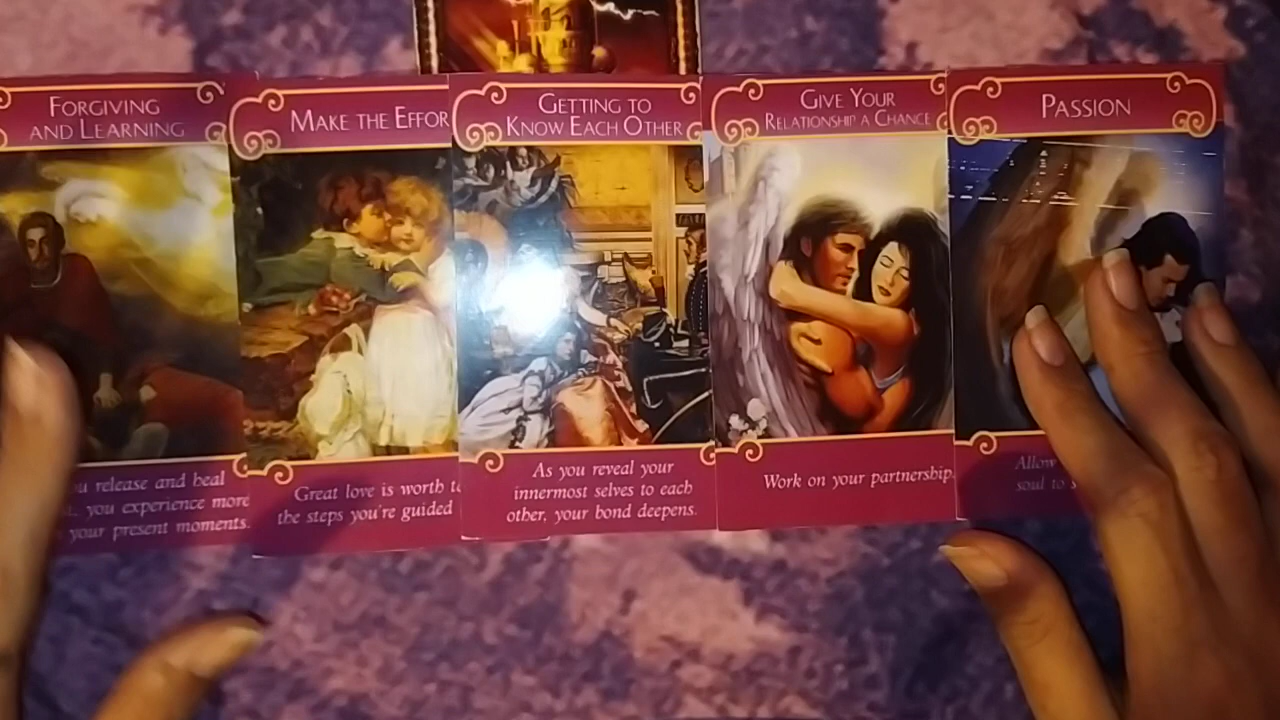 FORGIVING
AND LEARNING
u release and heal
you experience more
your present moments.
MAKE THE EFFOR
Great love is worth t
the steps you're guided
GETTING TO
KNOW EACH OTHER
As you reveal your
innermost selves to each
other, your bond deepens.
GIVE YOUR
RELATIONSHIP A CHANCE
Work on your partnership
PASSION
Allow
soul to s